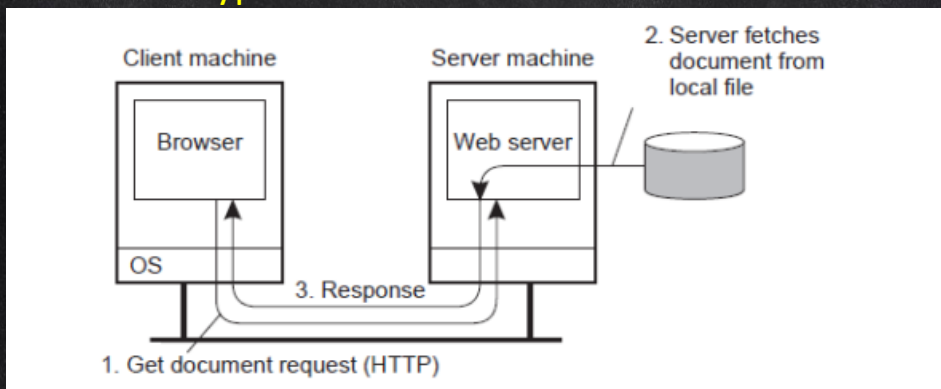 Client machine
Server machine
2. Server fetches
document from
local file
Browser
Web server
OS
3. Response
1. Get document request (HTTP)